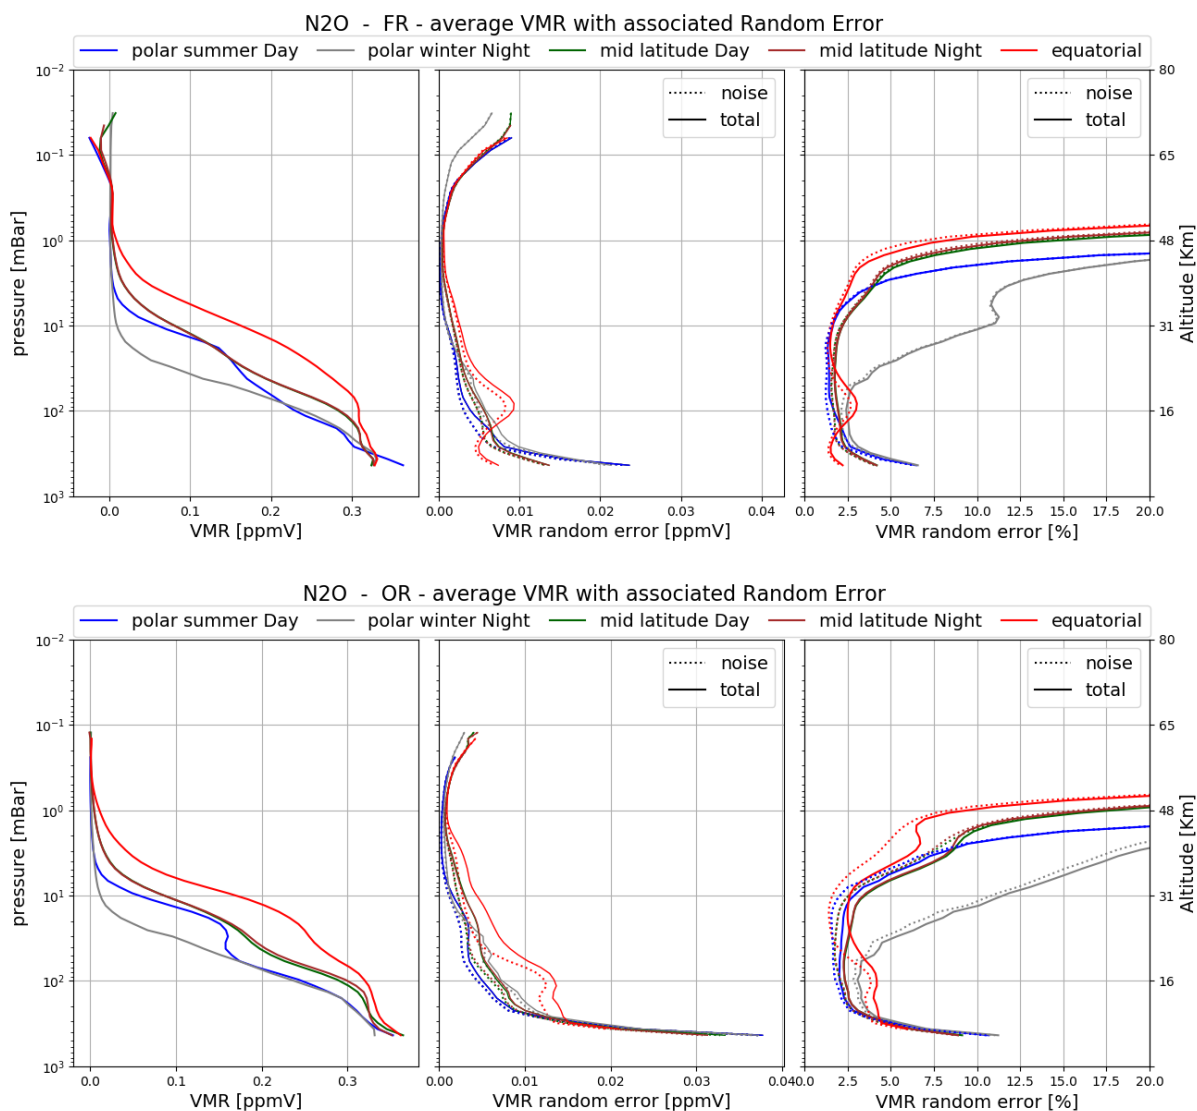 N2O - FR - average VMR with associated Random Error
polar summer Day polar winter Night mid latitude Day mid latitude Night equatorial
noise
total
noise
total
10⁻² 80
10⁻¹ 65
10⁰ 48
10¹ 31
10² 16
10³
pressure [mBar]
Altitude [Km]
0.0 0.1 0.2 0.3
0.00 0.01 0.02 0.03 0.04
0.0 2.5 5.0 7.5 10.0 12.5 15.0 17.5 20.0
VMR [ppmV]
VMR random error [ppmV]
VMR random error [%]
N2O - OR - average VMR with associated Random Error
polar summer Day polar winter Night mid latitude Day mid latitude Night equatorial
noise
total
noise
total
10⁻² 80
10⁻¹ 65
10⁰ 48
10¹ 31
10² 16
10³
pressure [mBar]
Altitude [Km]
0.0 0.1 0.2 0.3
0.00 0.01 0.02 0.03 0.04
2.5 5.0 7.5 10.0 12.5 15.0 17.5 20.0
VMR [ppmV]
VMR random error [ppmV]
VMR random error [%]